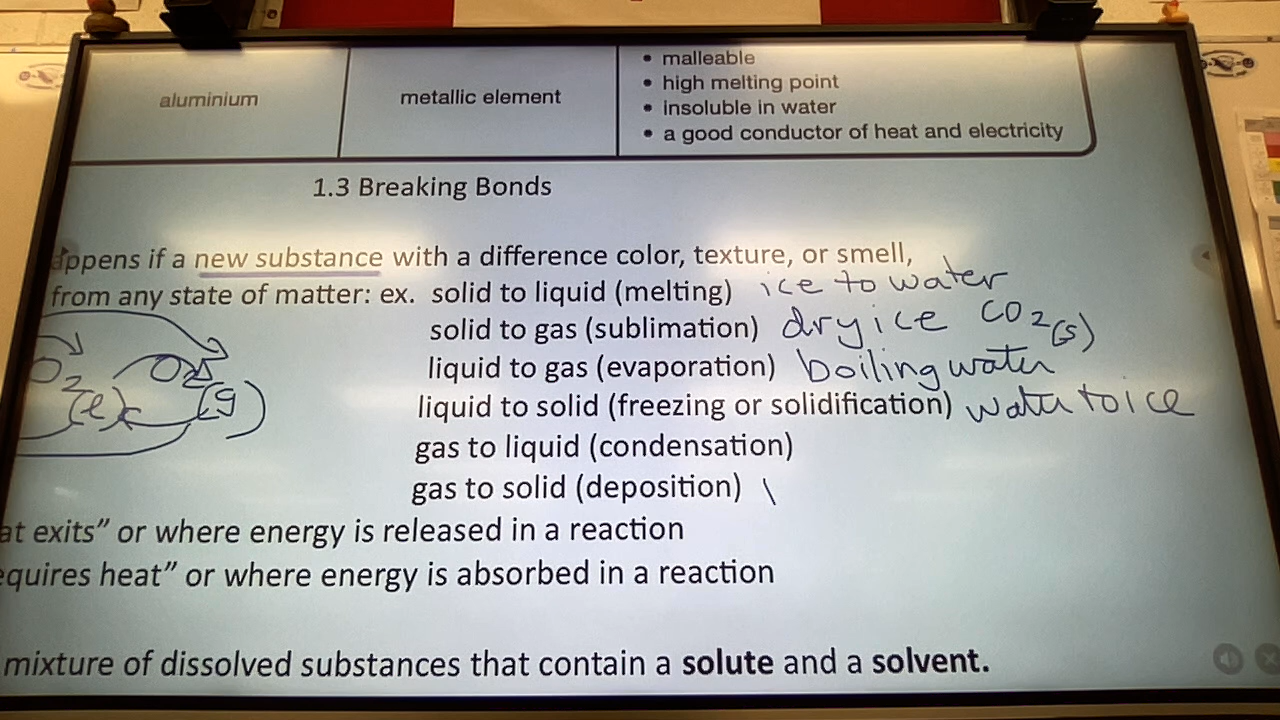 aluminium
metallic element
• malleable
• high melting point
• insoluble in water
• a good conductor of heat and electricity
1.3 Breaking Bonds
appens if a new substance with a difference color, texture, or smell,
from any state of matter: ex. solid to liquid (melting) ice to water
solid to gas (sublimation) dry ice CO2(s)
liquid to gas (evaporation) boiling water
liquid to solid (freezing or solidification) water to ice
gas to liquid (condensation)
gas to solid (deposition) \
O2(l) O2(g)
at exits” or where energy is released in a reaction
equires heat” or where energy is absorbed in a reaction
mixture of dissolved substances that contain a solute and a solvent.